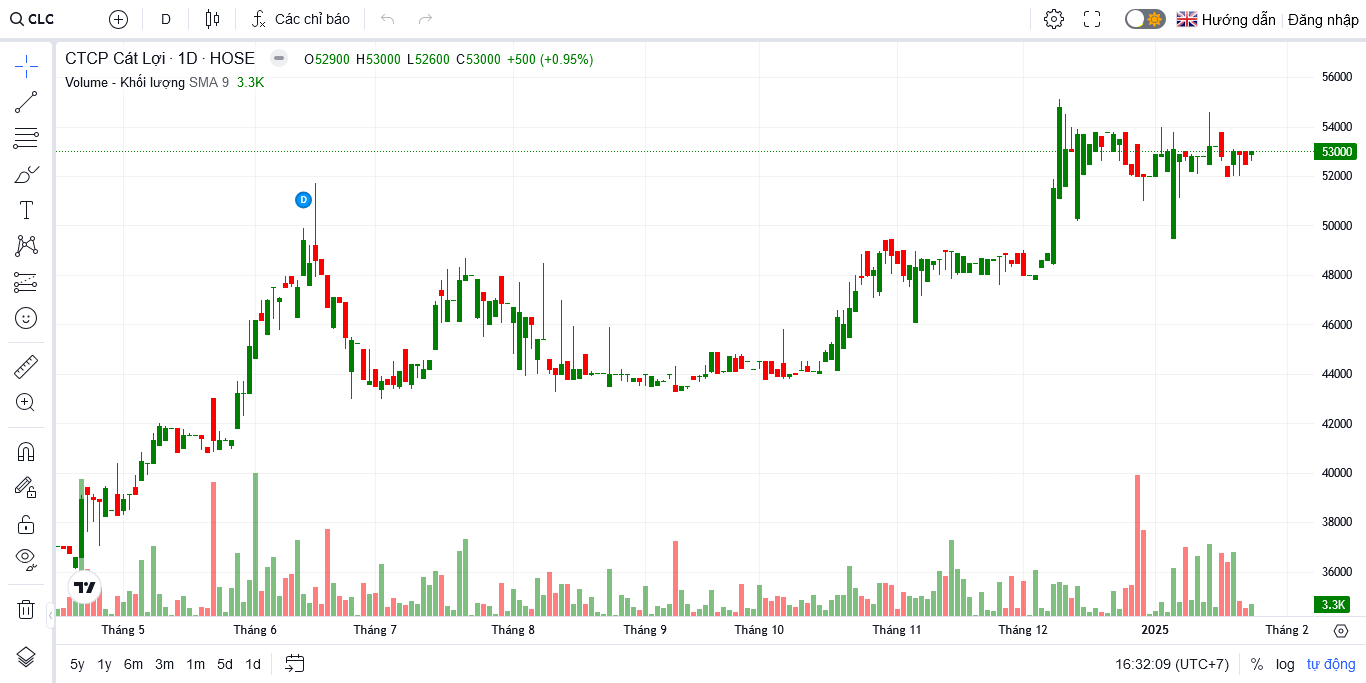 CLC D Các chỉ báo Hướng dẫn Đăng nhập
CTCP Cát Lợi · 1D · HOSE O52900 H53000 L52600 C53000 +500 (+0.95%)
Volume - Khối lượng SMA 9 3.3K
D
56000
54000
53000
52000
50000
48000
46000
44000
42000
40000
38000
36000
3.3K
Tháng 5 Tháng 6 Tháng 7 Tháng 8 Tháng 9 Tháng 10 Tháng 11 Tháng 12 2025 Tháng 2
5y 1y 6m 3m 1m 5d 1d 16:32:09 (UTC+7) % log tự động